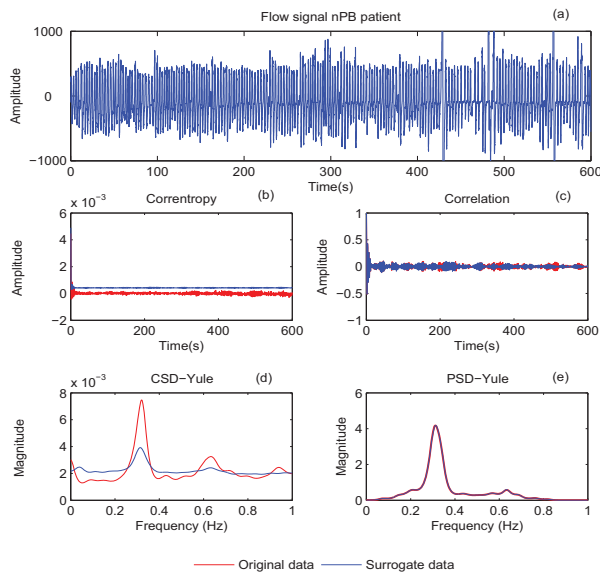 Flow signal nPB patient
(a)
1000
0
−1000
Amplitude
0 100 200 300 400 500 600
Time(s)
x 10−3
Correntropy
(b)
6
4
2
0
−2
Amplitude
0 200 400 600
Time(s)
Correlation
(c)
1
0.5
0
−0.5
−1
Amplitude
0 200 400 600
Time(s)
x 10−3
CSD−Yule
(d)
8
6
4
2
0
Magnitude
0 0.2 0.4 0.6 0.8 1
Frequency (Hz)
PSD−Yule
(e)
6
4
2
0
Magnitude
0 0.2 0.4 0.6 0.8 1
Frequency (Hz)
Original data Surrogate data